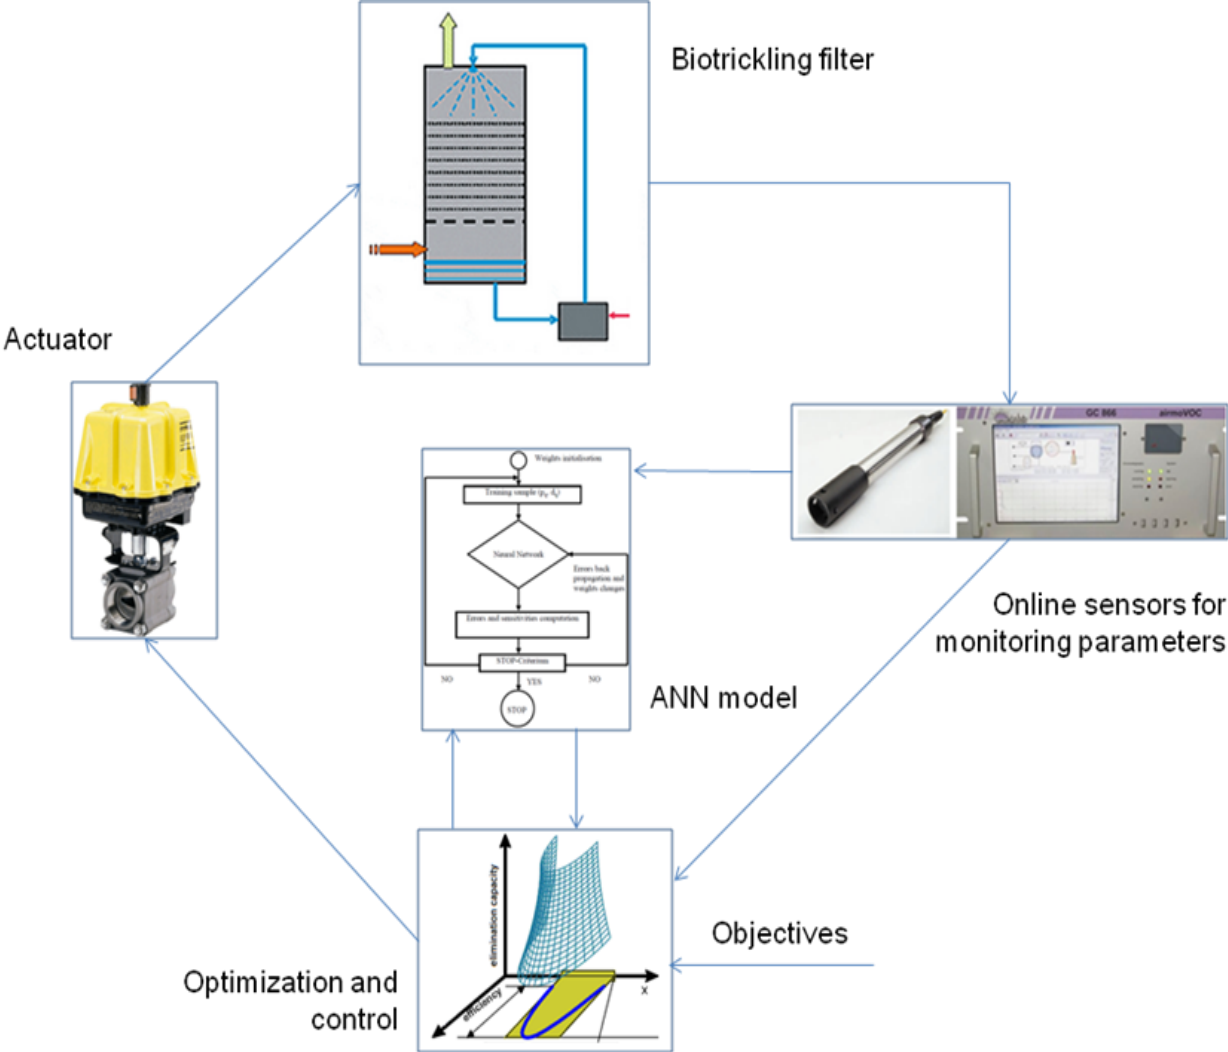 Biotrickling filter
Actuator
GC 866
airmoVOC
Weights initialisation
Training sample (p
Neural Network
Errors back
propagation and
weights changes
Errors and sensitivities computation
STOP-Criterium
NO
YES
NO
STOP
Online sensors for
monitoring parameters
ANN model
elimination capacity
efficiency
x
Objectives
Optimization and
control